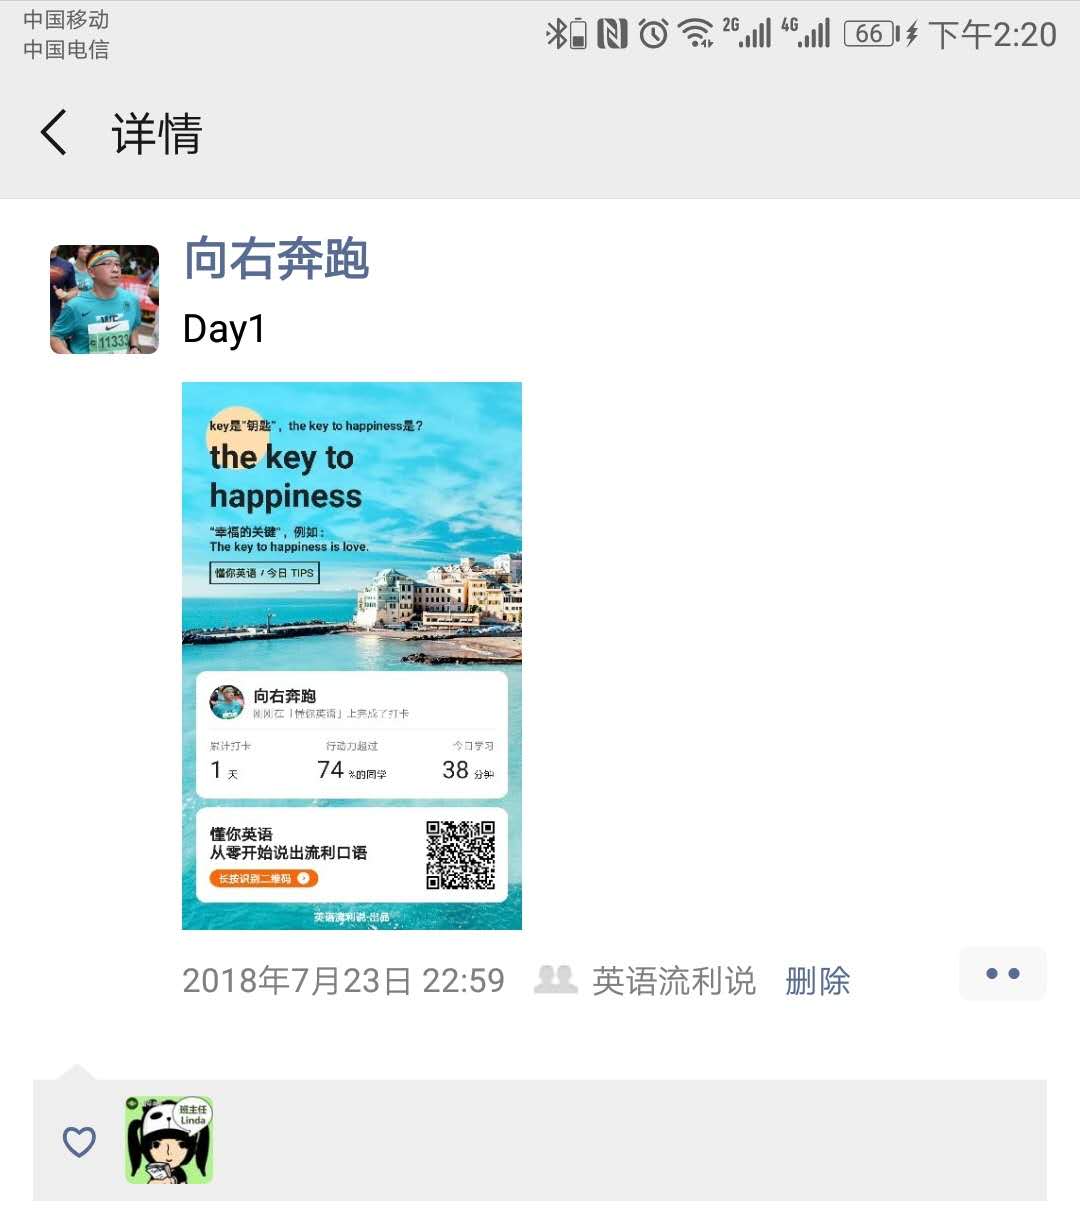 中国移动
中国电信
2G 4G 66 下午2:20
详情
向右奔跑
Day1
key是"钥匙"，the key to happiness是?
the key to
happiness
"幸福的关键"，例如：
The key to happiness is love.
懂你英语 / 今日 TIPS
向右奔跑
刚刚在「懂你英语」上完成了打卡
累计打卡 行动力超过 今日学习
1 天 74 %的同学 38 分钟
懂你英语
从零开始说出流利口语
长按识别二维码
英语流利说·出品
2018年7月23日 22:59 英语流利说 删除
班主任
Linda
11333